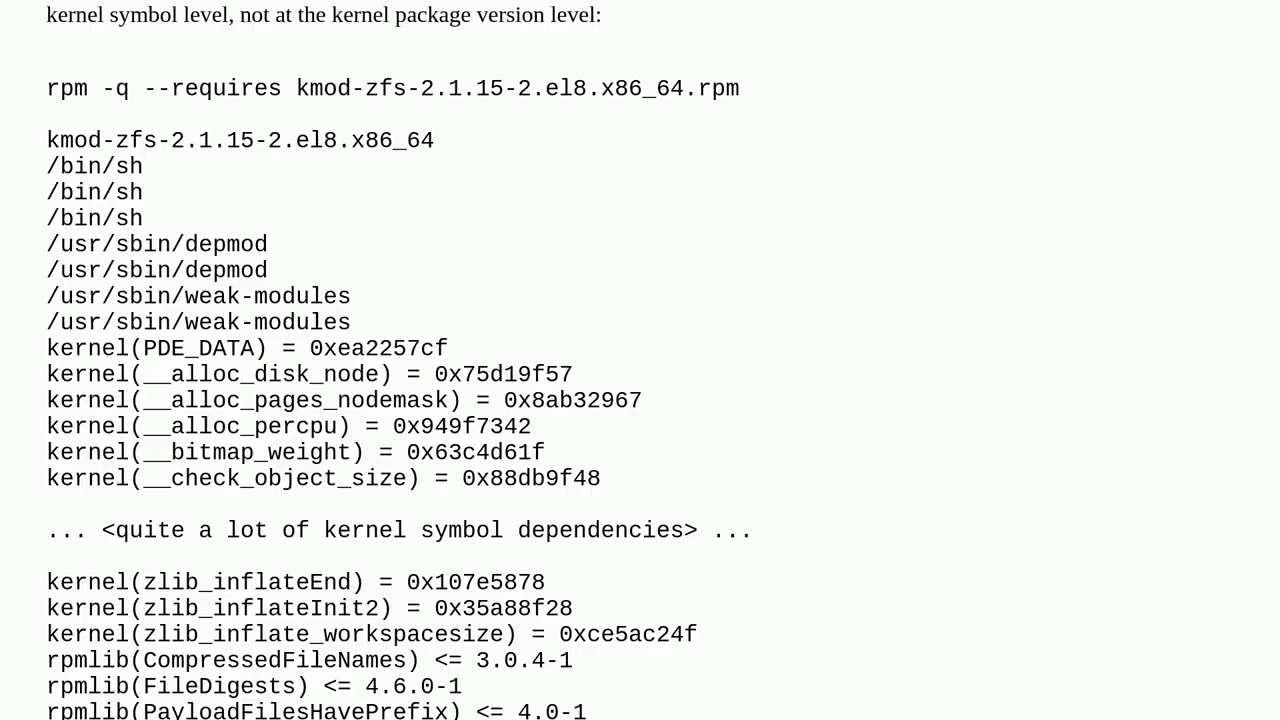 kernel symbol level, not at the kernel package version level:
rpm -q --requires kmod-zfs-2.1.15-2.el8.x86_64.rpm
kmod-zfs-2.1.15-2.el8.x86_64
/bin/sh
/bin/sh
/bin/sh
/usr/sbin/depmod
/usr/sbin/depmod
/usr/sbin/weak-modules
/usr/sbin/weak-modules
kernel(PDE_DATA) = 0xea2257cf
kernel(__alloc_disk_node) = 0x75d19f57
kernel(__alloc_pages_nodemask) = 0x8ab32967
kernel(__alloc_percpu) = 0x949f7342
kernel(__bitmap_weight) = 0x63c4d61f
kernel(__check_object_size) = 0x88db9f48
... <quite a lot of kernel symbol dependencies> ...
kernel(zlib_inflateEnd) = 0x107e5878
kernel(zlib_inflateInit2) = 0x35a88f28
kernel(zlib_inflate_workspacesize) = 0xce5ac24f
rpmlib(CompressedFileNames) <= 3.0.4-1
rpmlib(FileDigests) <= 4.6.0-1
rpmlib(PayloadFilesHavePrefix) <= 4.0-1